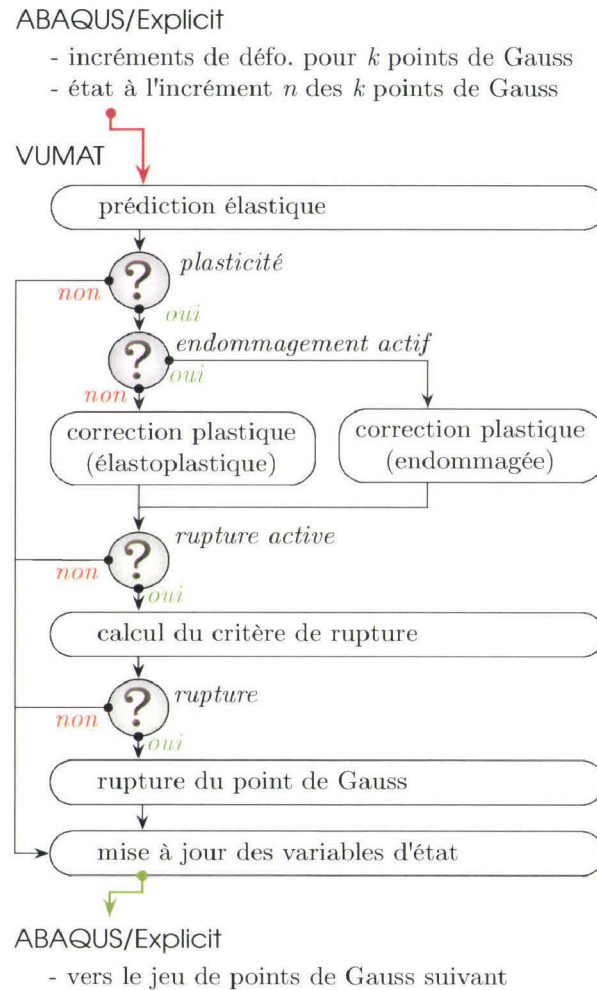 ABAQUS/Explicit
- incréments de défo. pour k points de Gauss
- état à l'incrément n des k points de Gauss
VUMAT
prédiction élastique
? plasticité
non
oui
? endommagement actif
oui
non
correction plastique
(élastoplastique)
correction plastique
(endommagée)
? rupture active
non
oui
calcul du critère de rupture
? rupture
non
oui
rupture du point de Gauss
mise à jour des variables d'état
ABAQUS/Explicit
- vers le jeu de points de Gauss suivant